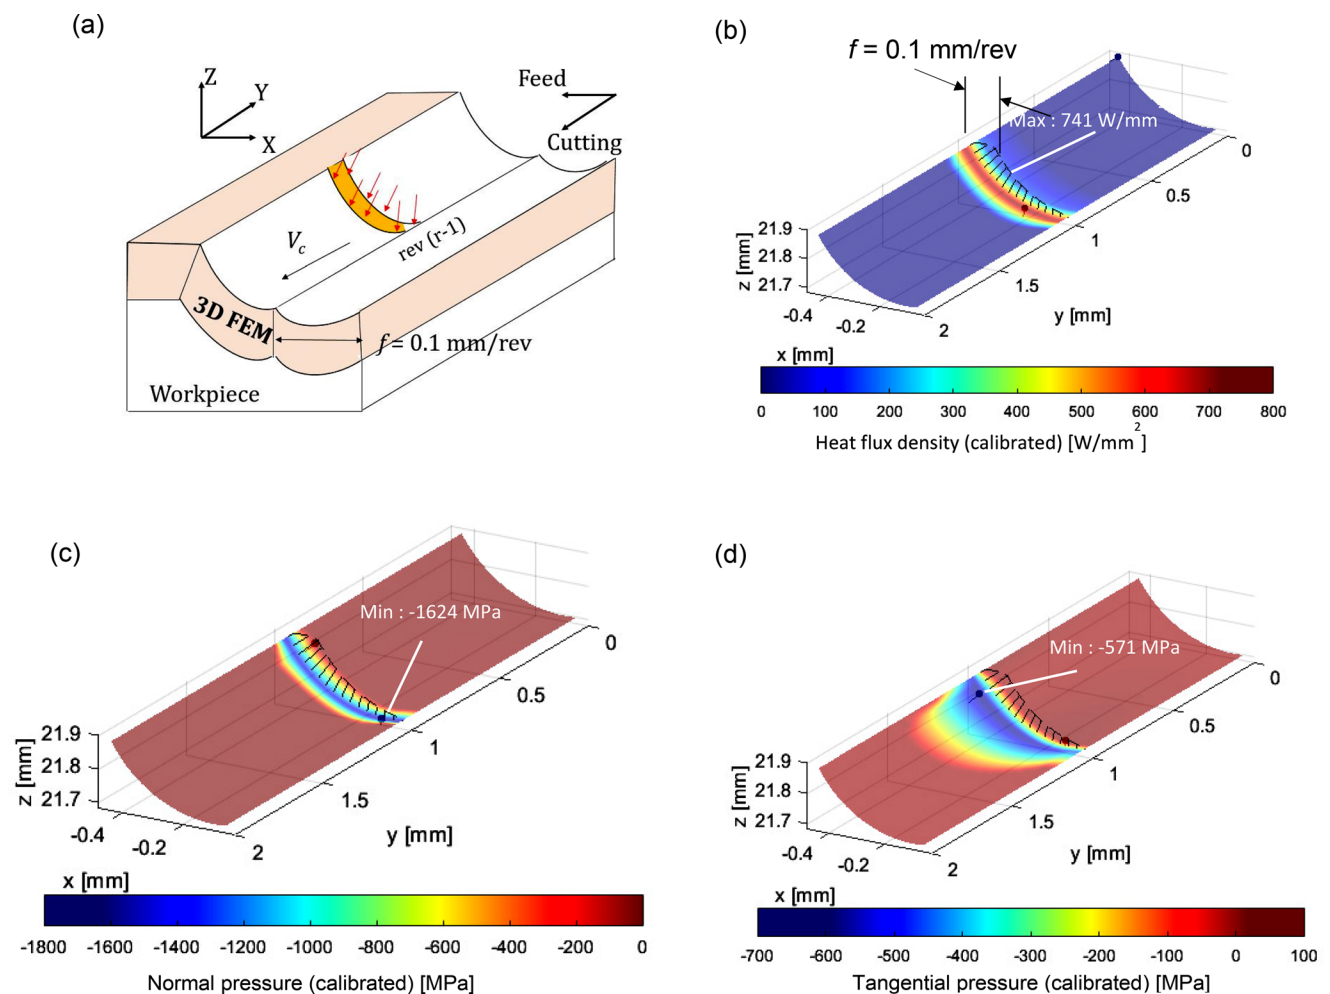 (a)
Z
Y
X
Feed
Cutting
V_c
rev (r-1)
3D FEM
f = 0.1 mm/rev
Workpiece
(b)
f = 0.1 mm/rev
Max : 741 W/mm
0
0.5
1
1.5
2
y [mm]
21.9
21.8
21.7
z [mm]
-0.4
-0.2
x [mm]
0 100 200 300 400 500 600 700 800
Heat flux density (calibrated) [W/mm²]
(c)
Min : -1624 MPa
0
0.5
1
1.5
2
y [mm]
21.9
21.8
21.7
z [mm]
-0.4
-0.2
x [mm]
-1800 -1600 -1400 -1200 -1000 -800 -600 -400 -200 0
Normal pressure (calibrated) [MPa]
(d)
Min : -571 MPa
0
0.5
1
1.5
2
y [mm]
21.9
21.8
21.7
z [mm]
-0.4
-0.2
x [mm]
-700 -600 -500 -400 -300 -200 -100 0 100
Tangential pressure (calibrated) [MPa]